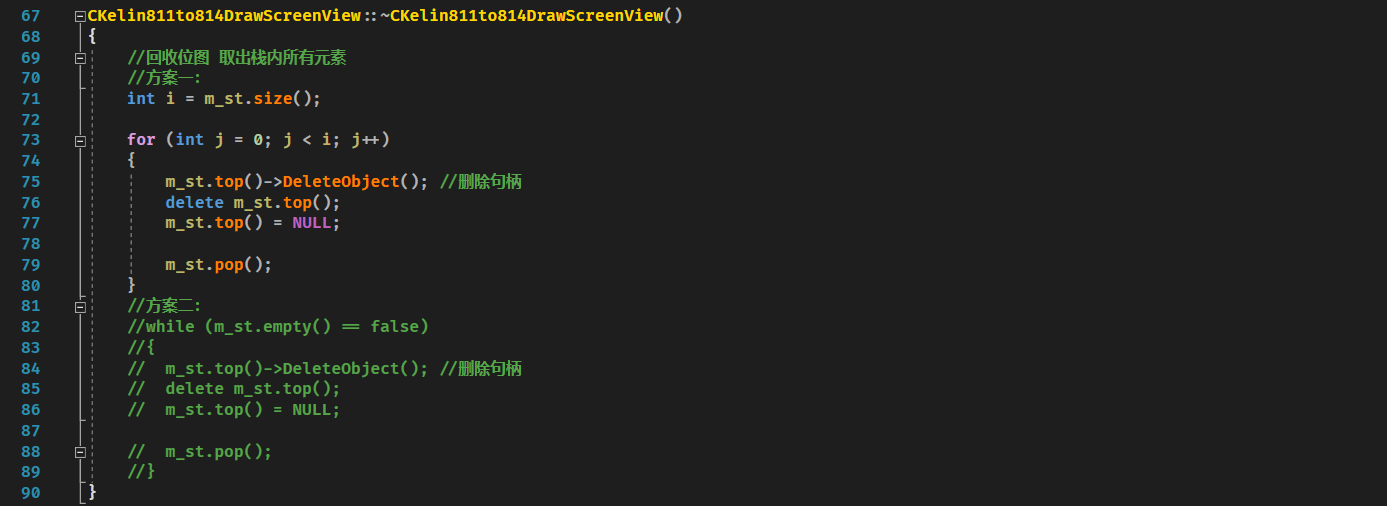 67 CKelin811to814DrawScreenView::~CKelin811to814DrawScreenView()
68 {
69 //回收位图 取出栈内所有元素
70 //方案一:
71 int i = m_st.size();
72
73 for (int j = 0; j < i; j++)
74 {
75 m_st.top()->DeleteObject(); //删除句柄
76 delete m_st.top();
77 m_st.top() = NULL;
78
79 m_st.pop();
80 }
81 //方案二:
82 //while (m_st.empty() == false)
83 //{
84 //  m_st.top()->DeleteObject(); //删除句柄
85 //  delete m_st.top();
86 //  m_st.top() = NULL;
87
88 //  m_st.pop();
89 //}
90 }